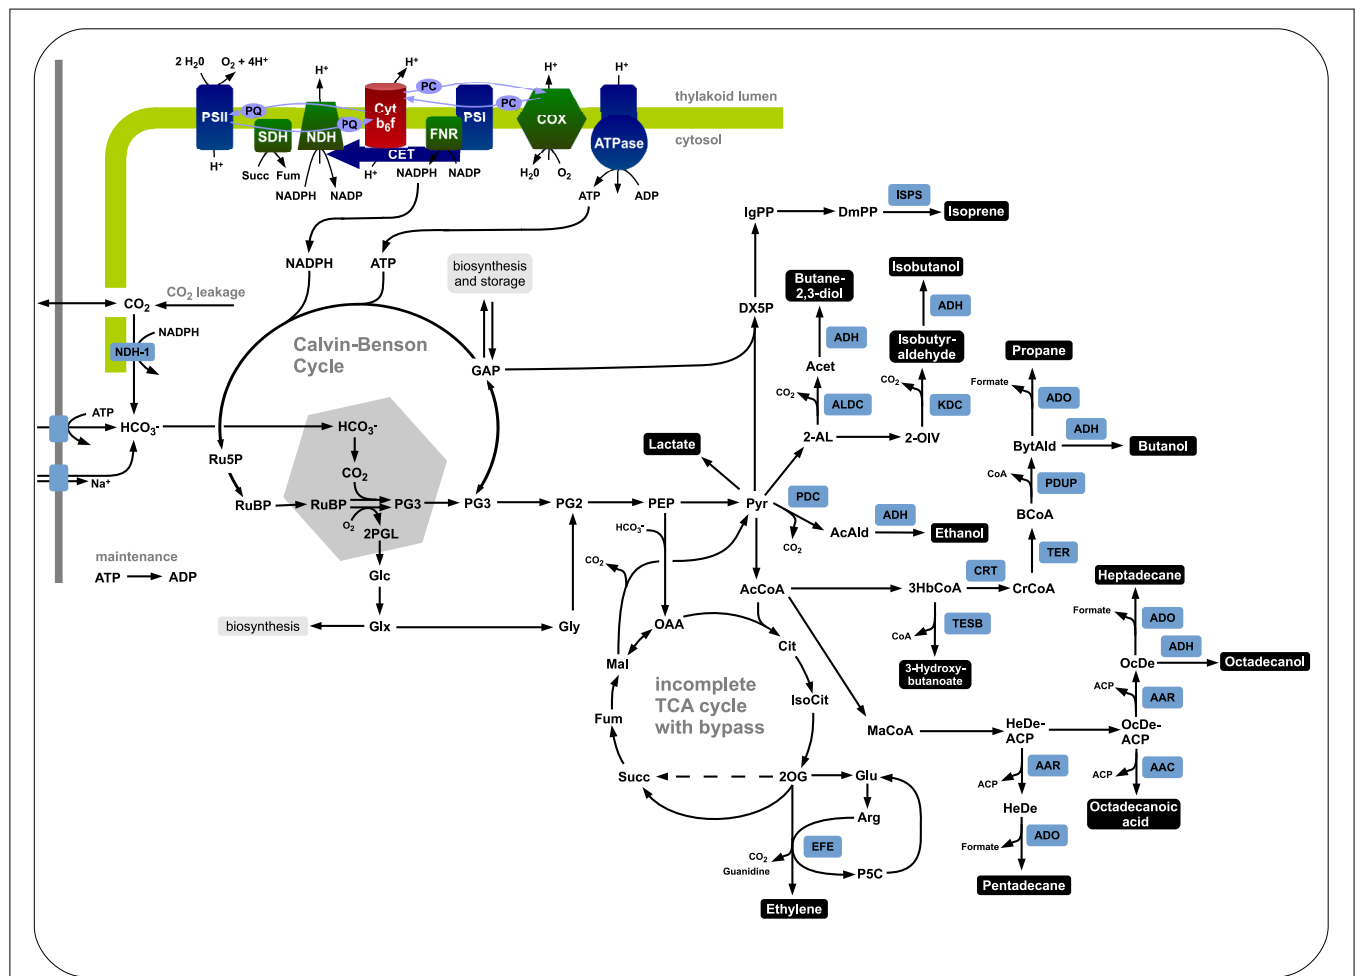 2 H₂0
O₂ + 4H⁺
H⁺
H⁺
H⁺
H⁺
PC
PC
PSII
PQ
PQ
SDH
NDH
Cyt
b₆f
FNR
PSI
COX
ATPase
CET
thylakoid lumen
cytosol
H⁺
Succ
Fum
NADPH
NADP
H⁺
NADPH
NADP
H₂0
O₂
ATP
ADP
NADPH
ATP
biosynthesis
and storage
CO₂
CO₂ leakage
NADPH
NDH-1
ATP
HCO₃⁻
Na⁺
Calvin-Benson
Cycle
GAP
HCO₃⁻
CO₂
Ru5P
RuBP
RuBP
PG3
O₂
2PGL
PG3
PG2
PEP
Pyr
maintenance
ATP
ADP
Glc
Glx
biosynthesis
Gly
IgPP
DmPP
ISPS
Isoprene
DX5P
Butane-
2,3-diol
ADH
Acet
CO₂
ALDC
2-AL
Isobutanol
ADH
Isobutyr-
aldehyde
CO₂
KDC
2-OIV
Lactate
PDC
CO₂
AcAld
ADH
Ethanol
Propane
Formate
ADO
ADH
BytAld
Butanol
CoA
PDUP
BCoA
TER
HCO₃⁻
CO₂
AcCoA
3HbCoA
CRT
CrCoA
CoA
TESB
3-Hydroxy-
butanoate
OAA
Cit
Mal
IsoCit
incomplete
TCA cycle
with bypass
Fum
Succ
2OG
Glu
Arg
EFE
CO₂
Guanidine
P5C
Ethylene
MaCoA
HeDe-
ACP
ACP
AAR
HeDe
Formate
ADO
Pentadecane
Heptadecane
Formate
ADO
ADH
OcDe
Octadecanol
ACP
AAR
OcDe-
ACP
ACP
AAC
Octadecanoic
acid